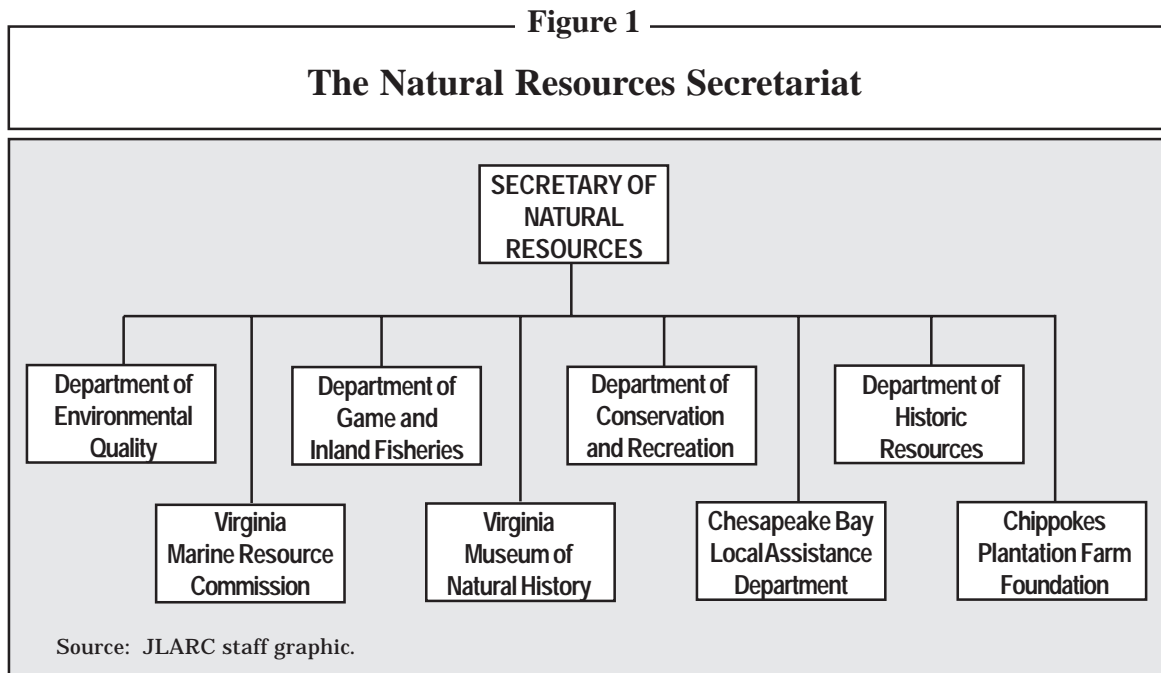 Figure 1
The Natural Resources Secretariat
SECRETARY OF
NATURAL
RESOURCES
Department of
Environmental
Quality
Department of
Game and
Inland Fisheries
Department of
Conservation
and Recreation
Department of
Historic
Resources
Virginia
Marine Resource
Commission
Virginia
Museum of
Natural History
Chesapeake Bay
Local Assistance
Department
Chippokes
Plantation Farm
Foundation
Source: JLARC staff graphic.